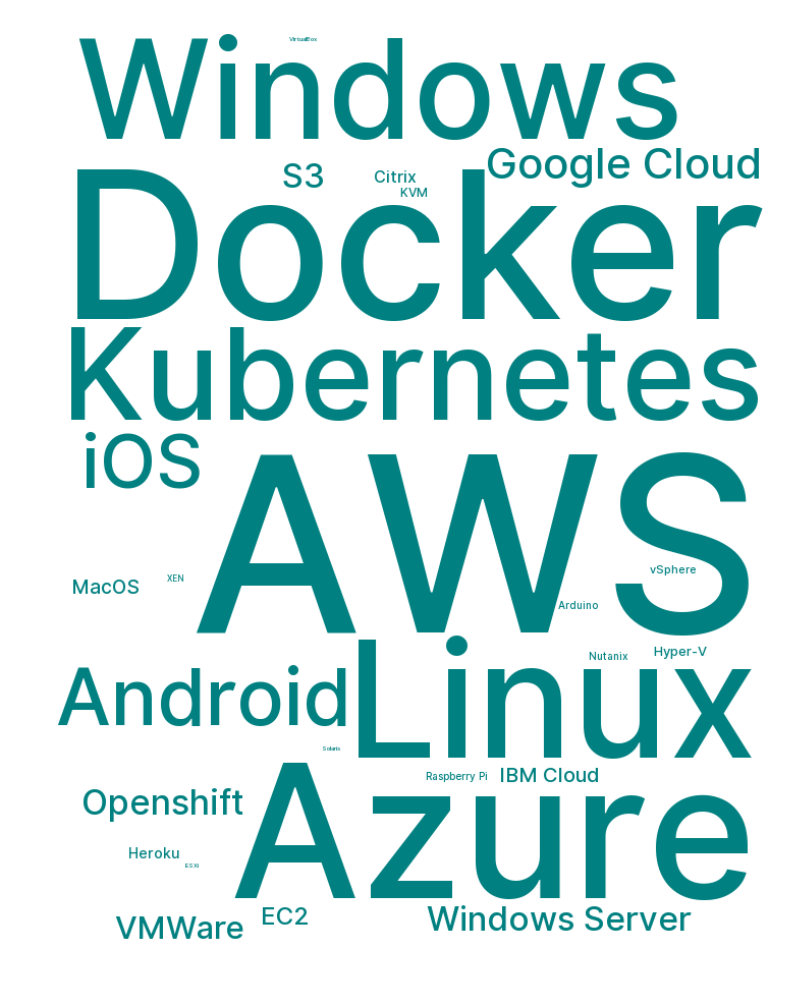 VirtualBox
Windows
Google Cloud
S3
Citrix
KVM
Docker
Kubernetes
iOS
AWS
vSphere
XEN
MacOS
Arduino
Hyper-V
Nutanix
Linux
Android
Solaris
Raspberry Pi
IBM Cloud
Openshift
Azure
Heroku
ESXi
EC2
Windows Server
VMWare